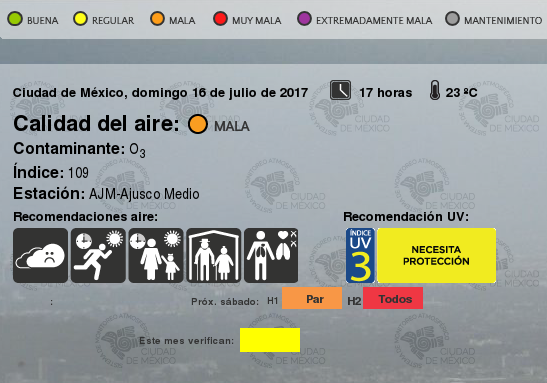 BUENA REGULAR MALA MUY MALA EXTREMADAMENTE MALA MANTENIMIENTO
Ciudad de México, domingo 16 de julio de 2017 17 horas 23 ºC
Calidad del aire: MALA
Contaminante: O3
Índice: 109
Estación: AJM-Ajusco Medio
Recomendaciones aire: Recomendación UV:
ÍNDICE UV 3 NECESITA PROTECCIÓN
: Próx. sábado: H1 Par H2 Todos
Este mes verifican:
CIUDAD DE MÉXICO